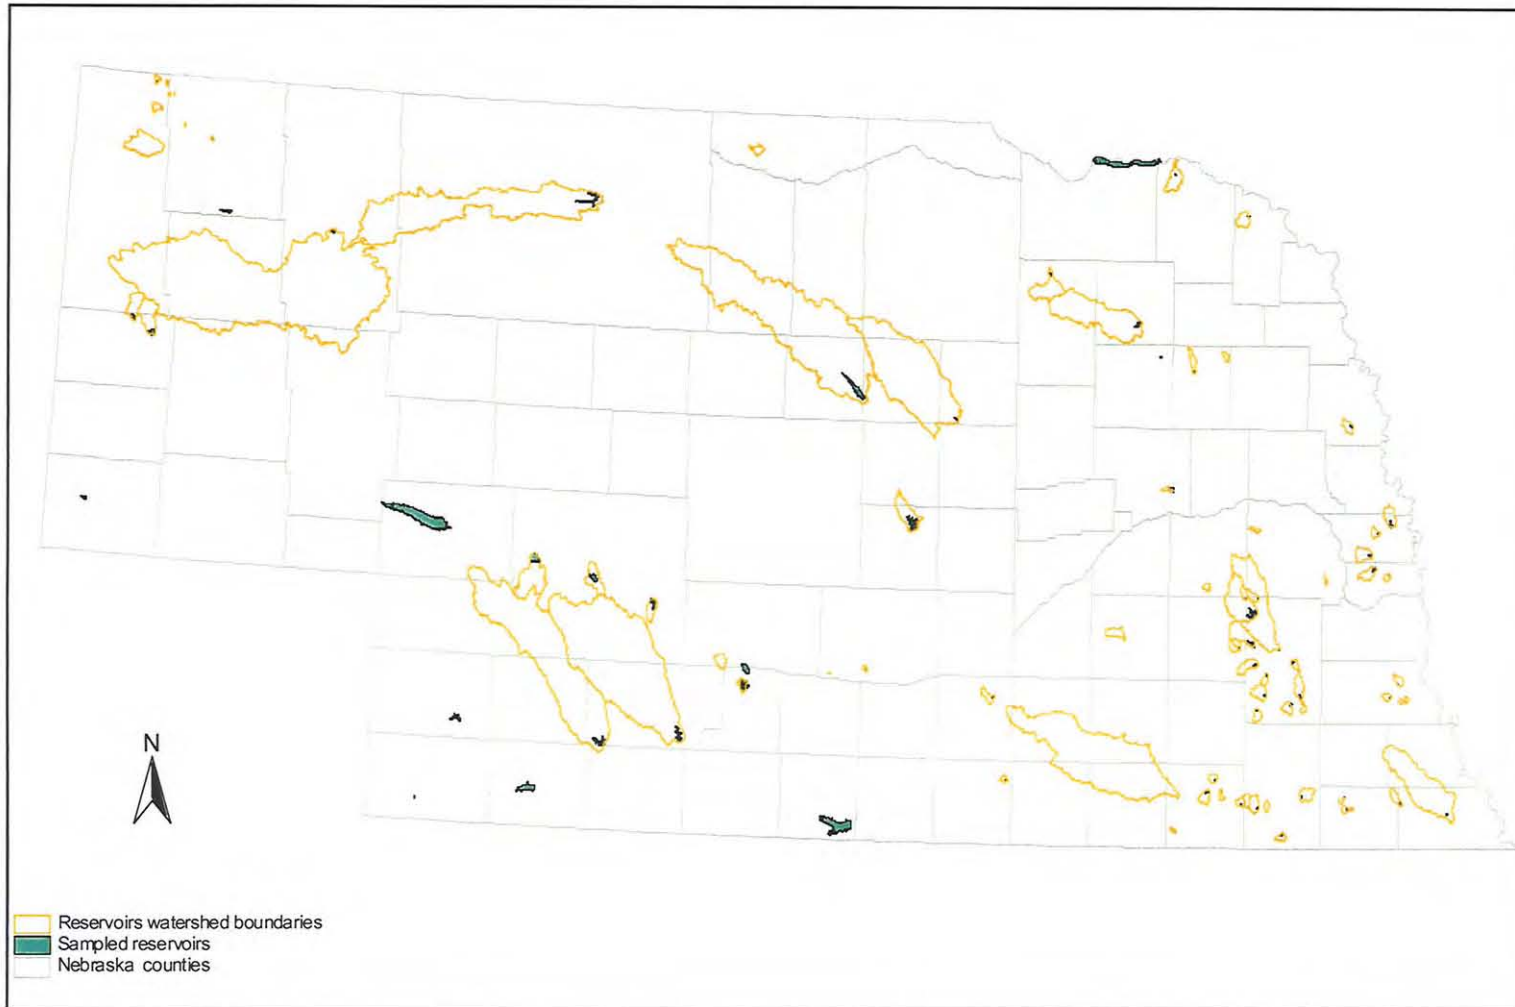 N
Reservoirs watershed boundaries
Sampled reservoirs
Nebraska counties